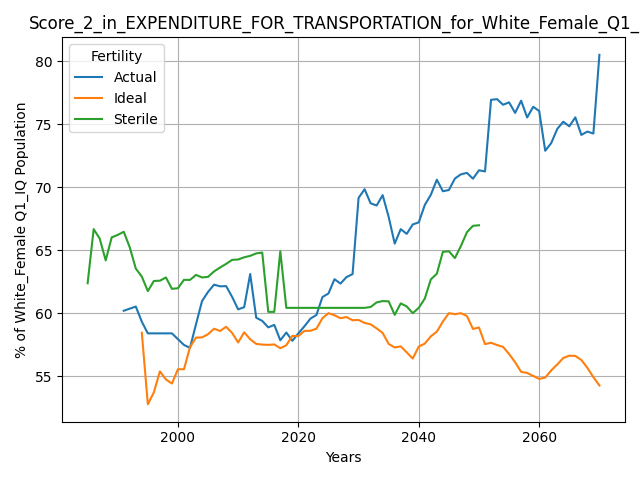 Score_2_in_EXPENDITURE_FOR_TRANSPORTATION_for_White_Female_Q1_
Fertility
Actual
Ideal
Sterile
% of White_Female Q1_IQ Population
80
75
70
65
60
55
2000 2020 2040 2060
Years